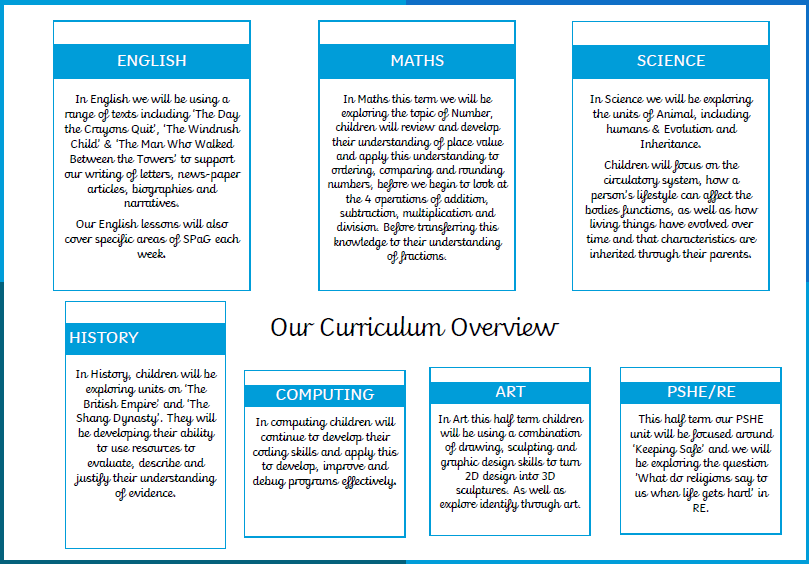 ENGLISH
In English we will be using a
range of texts including 'The Day
the Crayons Quit', 'The Windrush
Child' & 'The Man Who Walked
Between the Towers' to support
our writing of letters, news-paper
articles, biographies and
narratives.
Our English lessons will also
cover specific areas of SPaG each
week.
MATHS
In Maths this term we will be
exploring the topic of Number,
children will review and develop
their understanding of place value
and apply this understanding to
ordering, comparing and rounding
numbers, before we begin to look at
the 4 operations of addition,
subtraction, multiplication and
division. Before transferring this
knowledge to their understanding
of fractions.
SCIENCE
In Science we will be exploring
the units of Animal, including
humans & Evolution and
Inheritance.
Children will focus on the
circulatory system, how a
person's lifestyle can affect the
bodies functions, as well as how
living things have evolved over
time and that characteristics are
inherited through their parents.
Our Curriculum Overview
HISTORY
In History, children will be
exploring units on 'The
British Empire' and 'The
Shang Dynasty'. They will
be developing their ability
to use resources to
evaluate, describe and
justify their understanding
of evidence.
COMPUTING
In computing children will
continue to develop their
coding skills and apply this
to develop, improve and
debug programs effectively.
ART
In Art this half term children
will be using a combination
of drawing, sculpting and
graphic design skills to turn
2D design into 3D
sculptures. As well as
explore identify through art.
PSHE/RE
This half term our PSHE
unit will be focused around
'Keeping Safe' and we will
be exploring the question
'What do religions say to
us when life gets hard' in
RE.